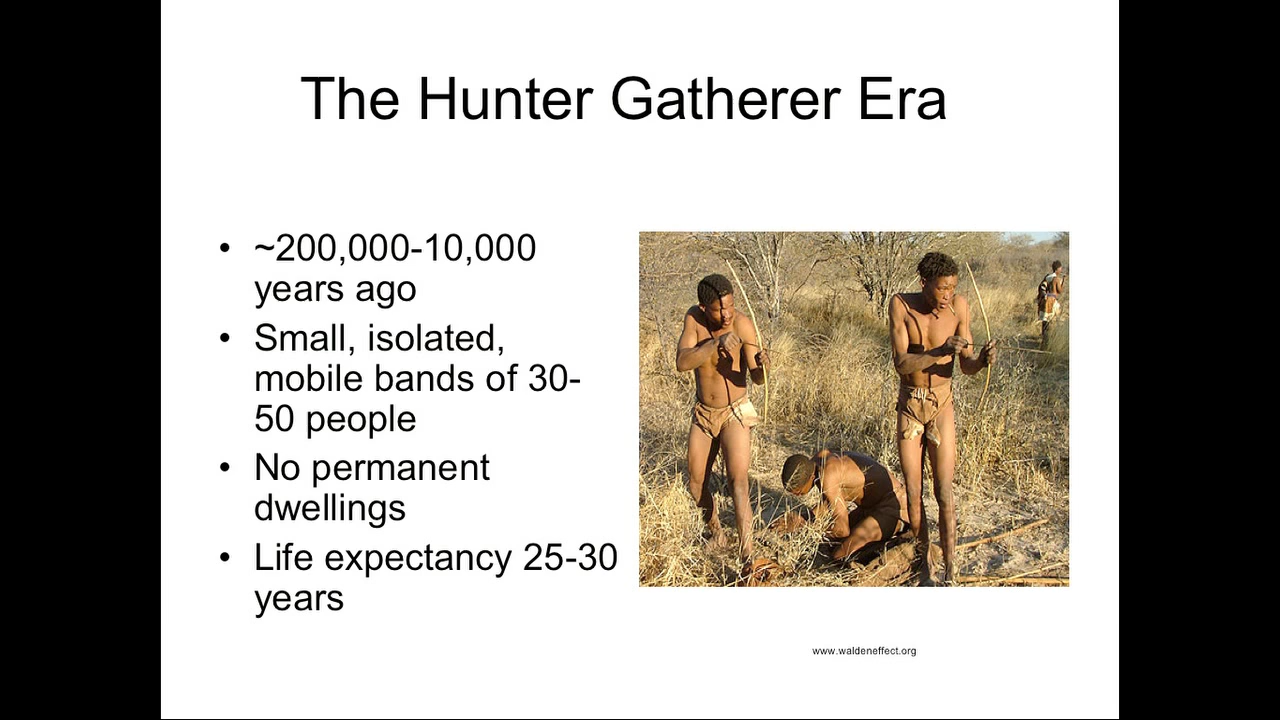 The Hunter Gatherer Era
• ~200,000-10,000
years ago
• Small, isolated,
mobile bands of 30-
50 people
• No permanent
dwellings
• Life expectancy 25-30
years
www.waldeneffect.org